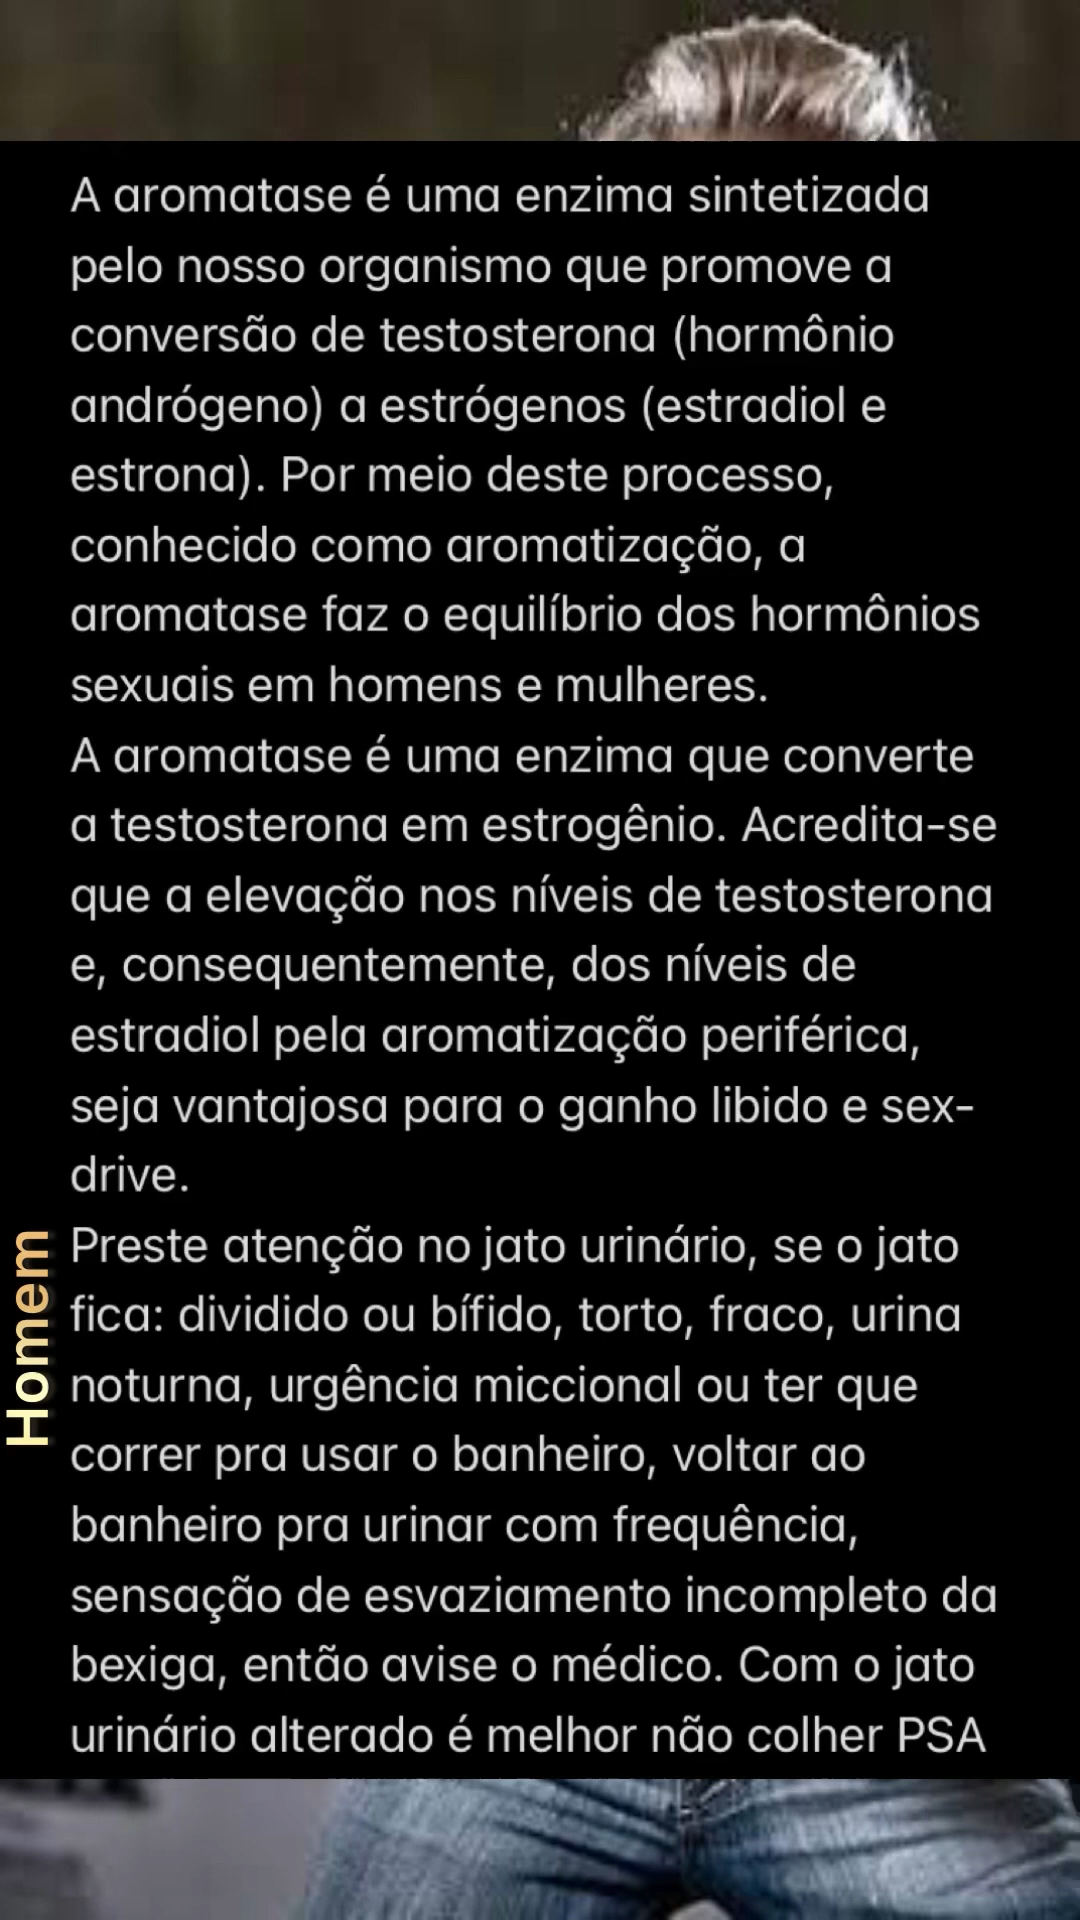 A aromatase é uma enzima sintetizada
pelo nosso organismo que promove a
conversão de testosterona (hormônio
andrógeno) a estrógenos (estradiol e
estrona). Por meio deste processo,
conhecido como aromatização, a
aromatase faz o equilíbrio dos hormônios
sexuais em homens e mulheres.
A aromatase é uma enzima que converte
a testosterona em estrogênio. Acredita-se
que a elevação nos níveis de testosterona
e, consequentemente, dos níveis de
estradiol pela aromatização periférica,
seja vantajosa para o ganho libido e sex-
drive.
Preste atenção no jato urinário, se o jato
fica: dividido ou bífido, torto, fraco, urina
noturna, urgência miccional ou ter que
correr pra usar o banheiro, voltar ao
banheiro pra urinar com frequência,
sensação de esvaziamento incompleto da
bexiga, então avise o médico. Com o jato
urinário alterado é melhor não colher PSA
Homem